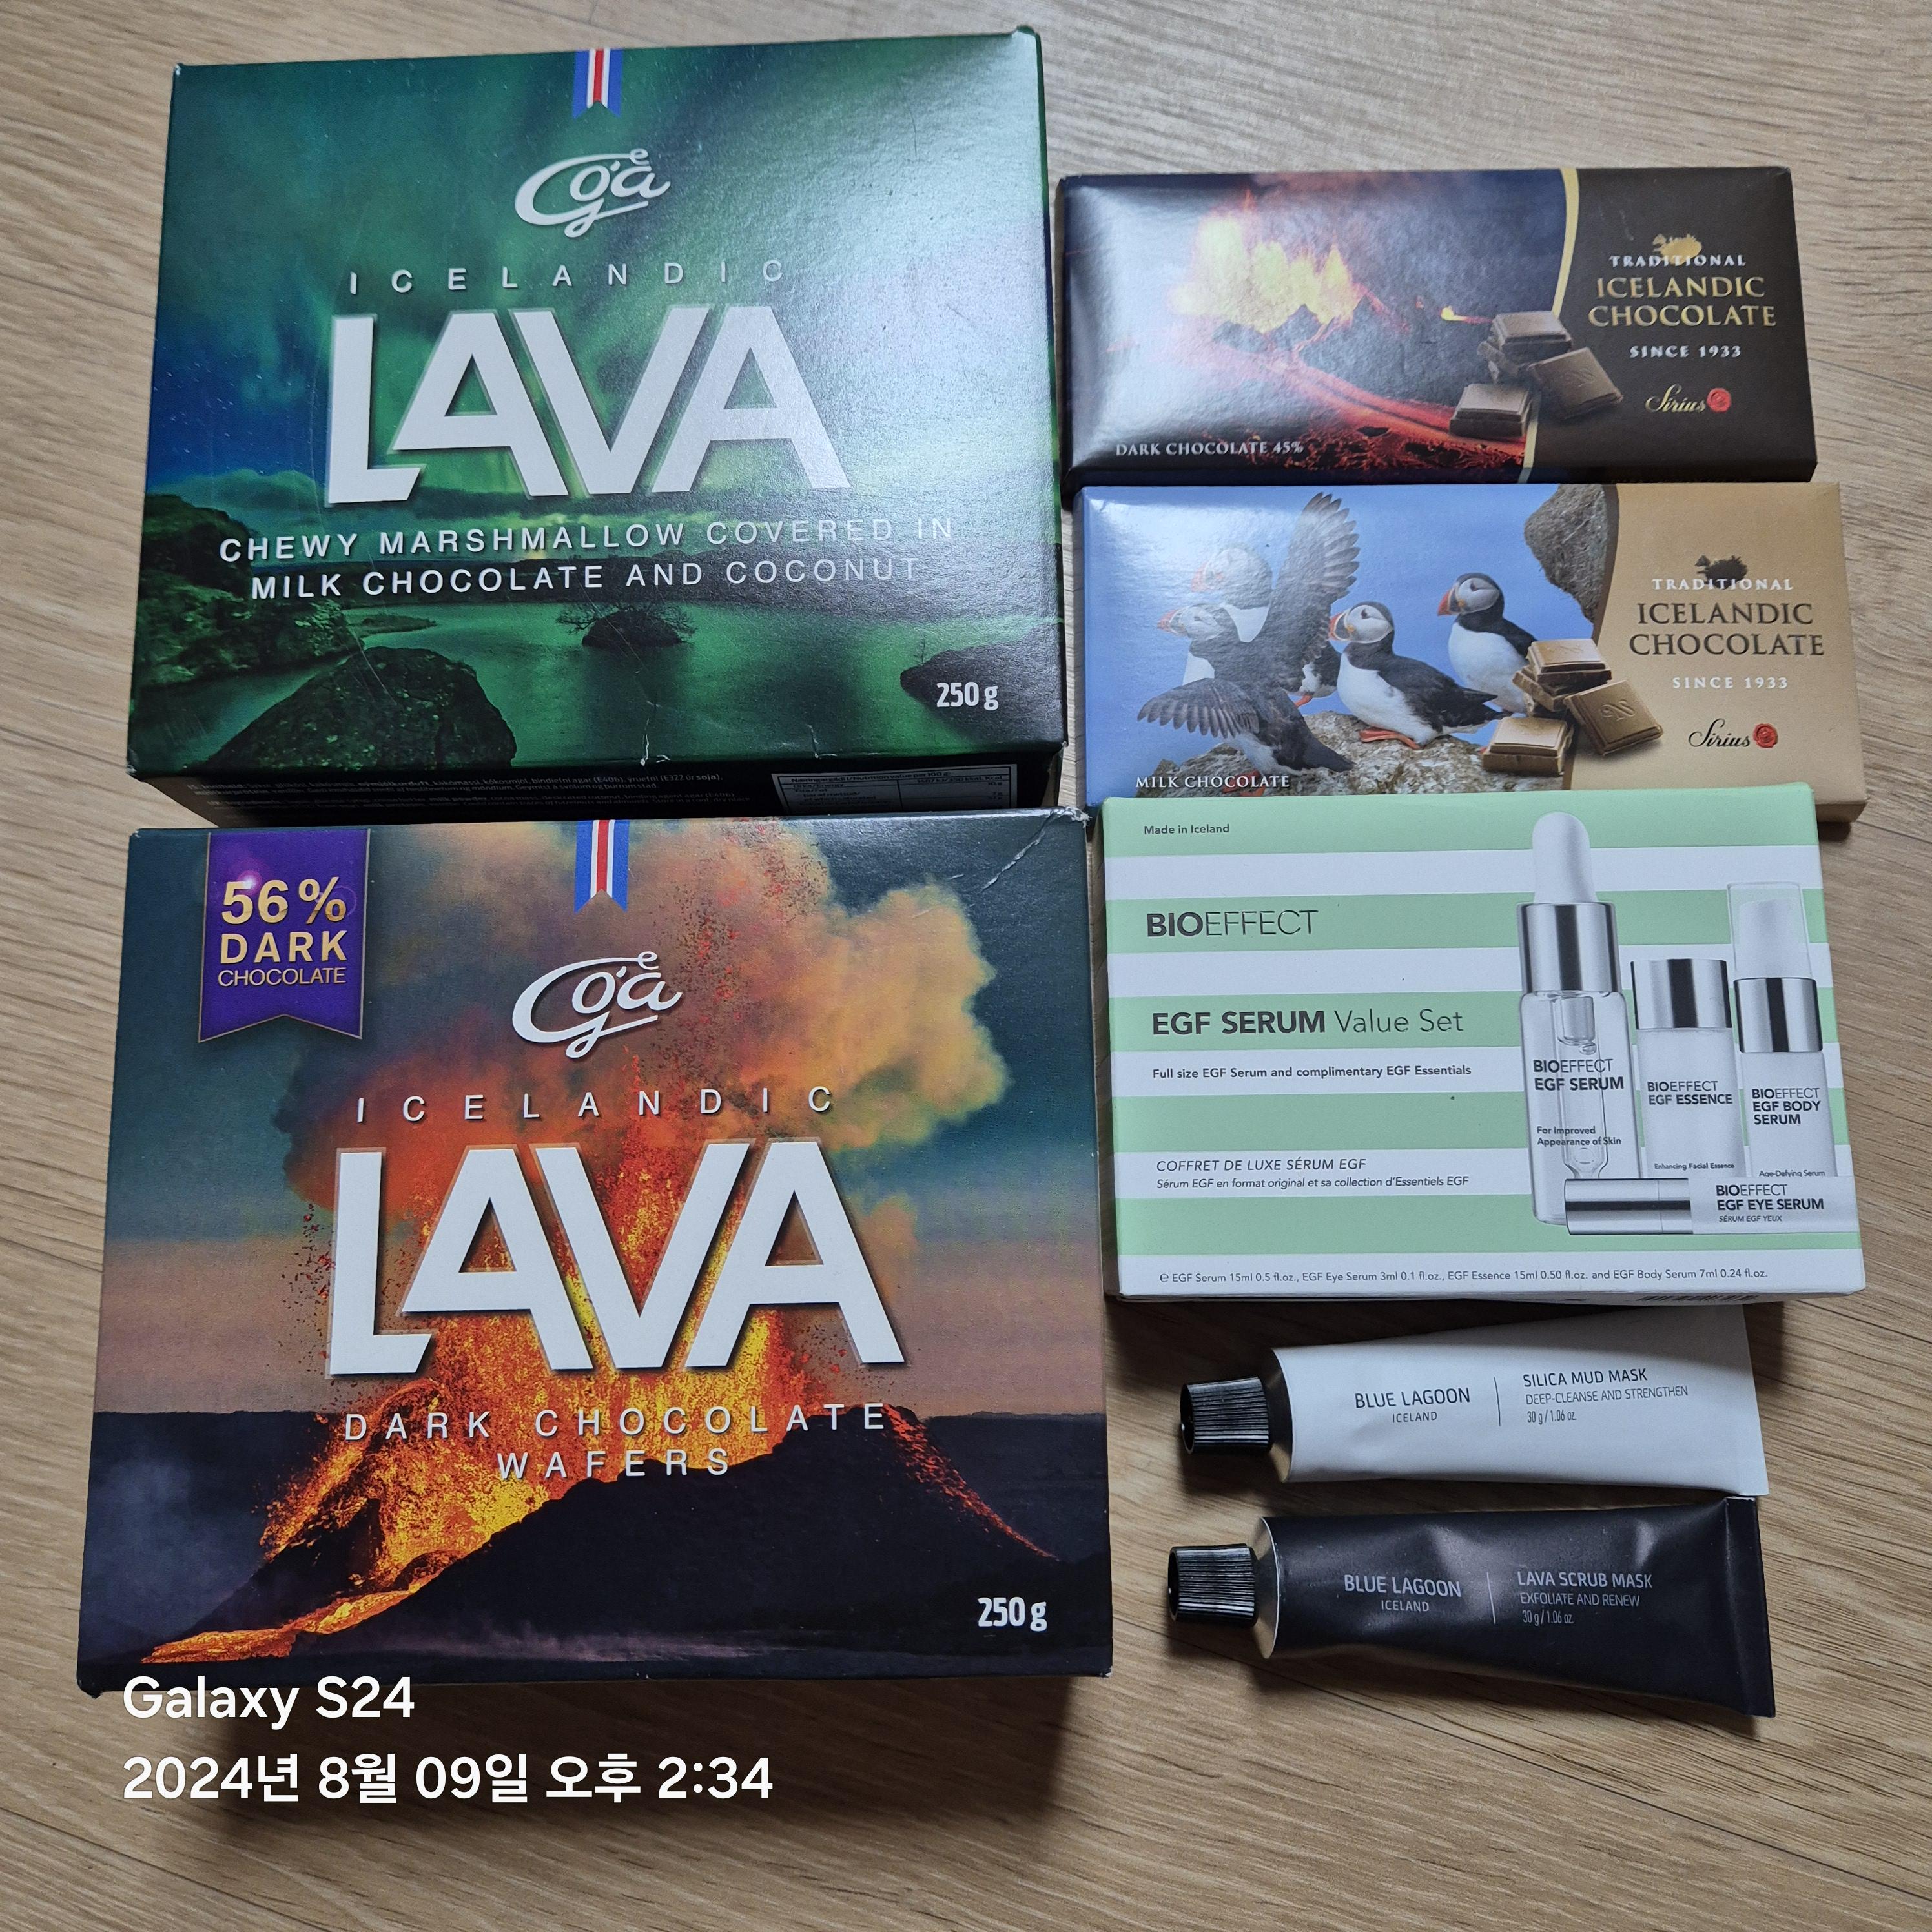 Góa
ICELANDIC
LAVA
CHEWY MARSHMALLOW COVERED IN
MILK CHOCOLATE AND COCONUT
250 g
56%
DARK
CHOCOLATE
Góa
ICELANDIC
LAVA
DARK CHOCOLATE
WAFERS
250 g
TRADITIONAL
ICELANDIC
CHOCOLATE
SINCE 1933
Síríus
DARK CHOCOLATE 45%
TRADITIONAL
ICELANDIC
CHOCOLATE
SINCE 1933
Síríus
MILK CHOCOLATE
Made in Iceland
BIOEFFECT
EGF SERUM Value Set
Full size EGF Serum and complimentary EGF Essentials
COFFRET DE LUXE SÉRUM EGF
Sérum EGF en format original et sa collection d'Essentiels EGF
BIOEFFECT
EGF SERUM
For Improved
Appearance of Skin
BIOEFFECT
EGF ESSENCE
Enhancing Facial Essence
BIOEFFECT
EGF BODY
SERUM
Age-Defying Serum
BIOEFFECT
EGF EYE SERUM
SÉRUM EGF YEUX
℮ EGF Serum 15ml 0.5 fl.oz., EGF Eye Serum 3ml 0.1 fl.oz., EGF Essence 15ml 0.50 fl.oz. and EGF Body Serum 7ml 0.24 fl.oz.
BLUE LAGOON
ICELAND
SILICA MUD MASK
DEEP-CLEANSE AND STRENGTHEN
30 g / 1.06 oz.
BLUE LAGOON
ICELAND
LAVA SCRUB MASK
EXFOLIATE AND RENEW
30 g / 1.06 oz.
Galaxy S24
2024년 8월 09일 오후 2:34